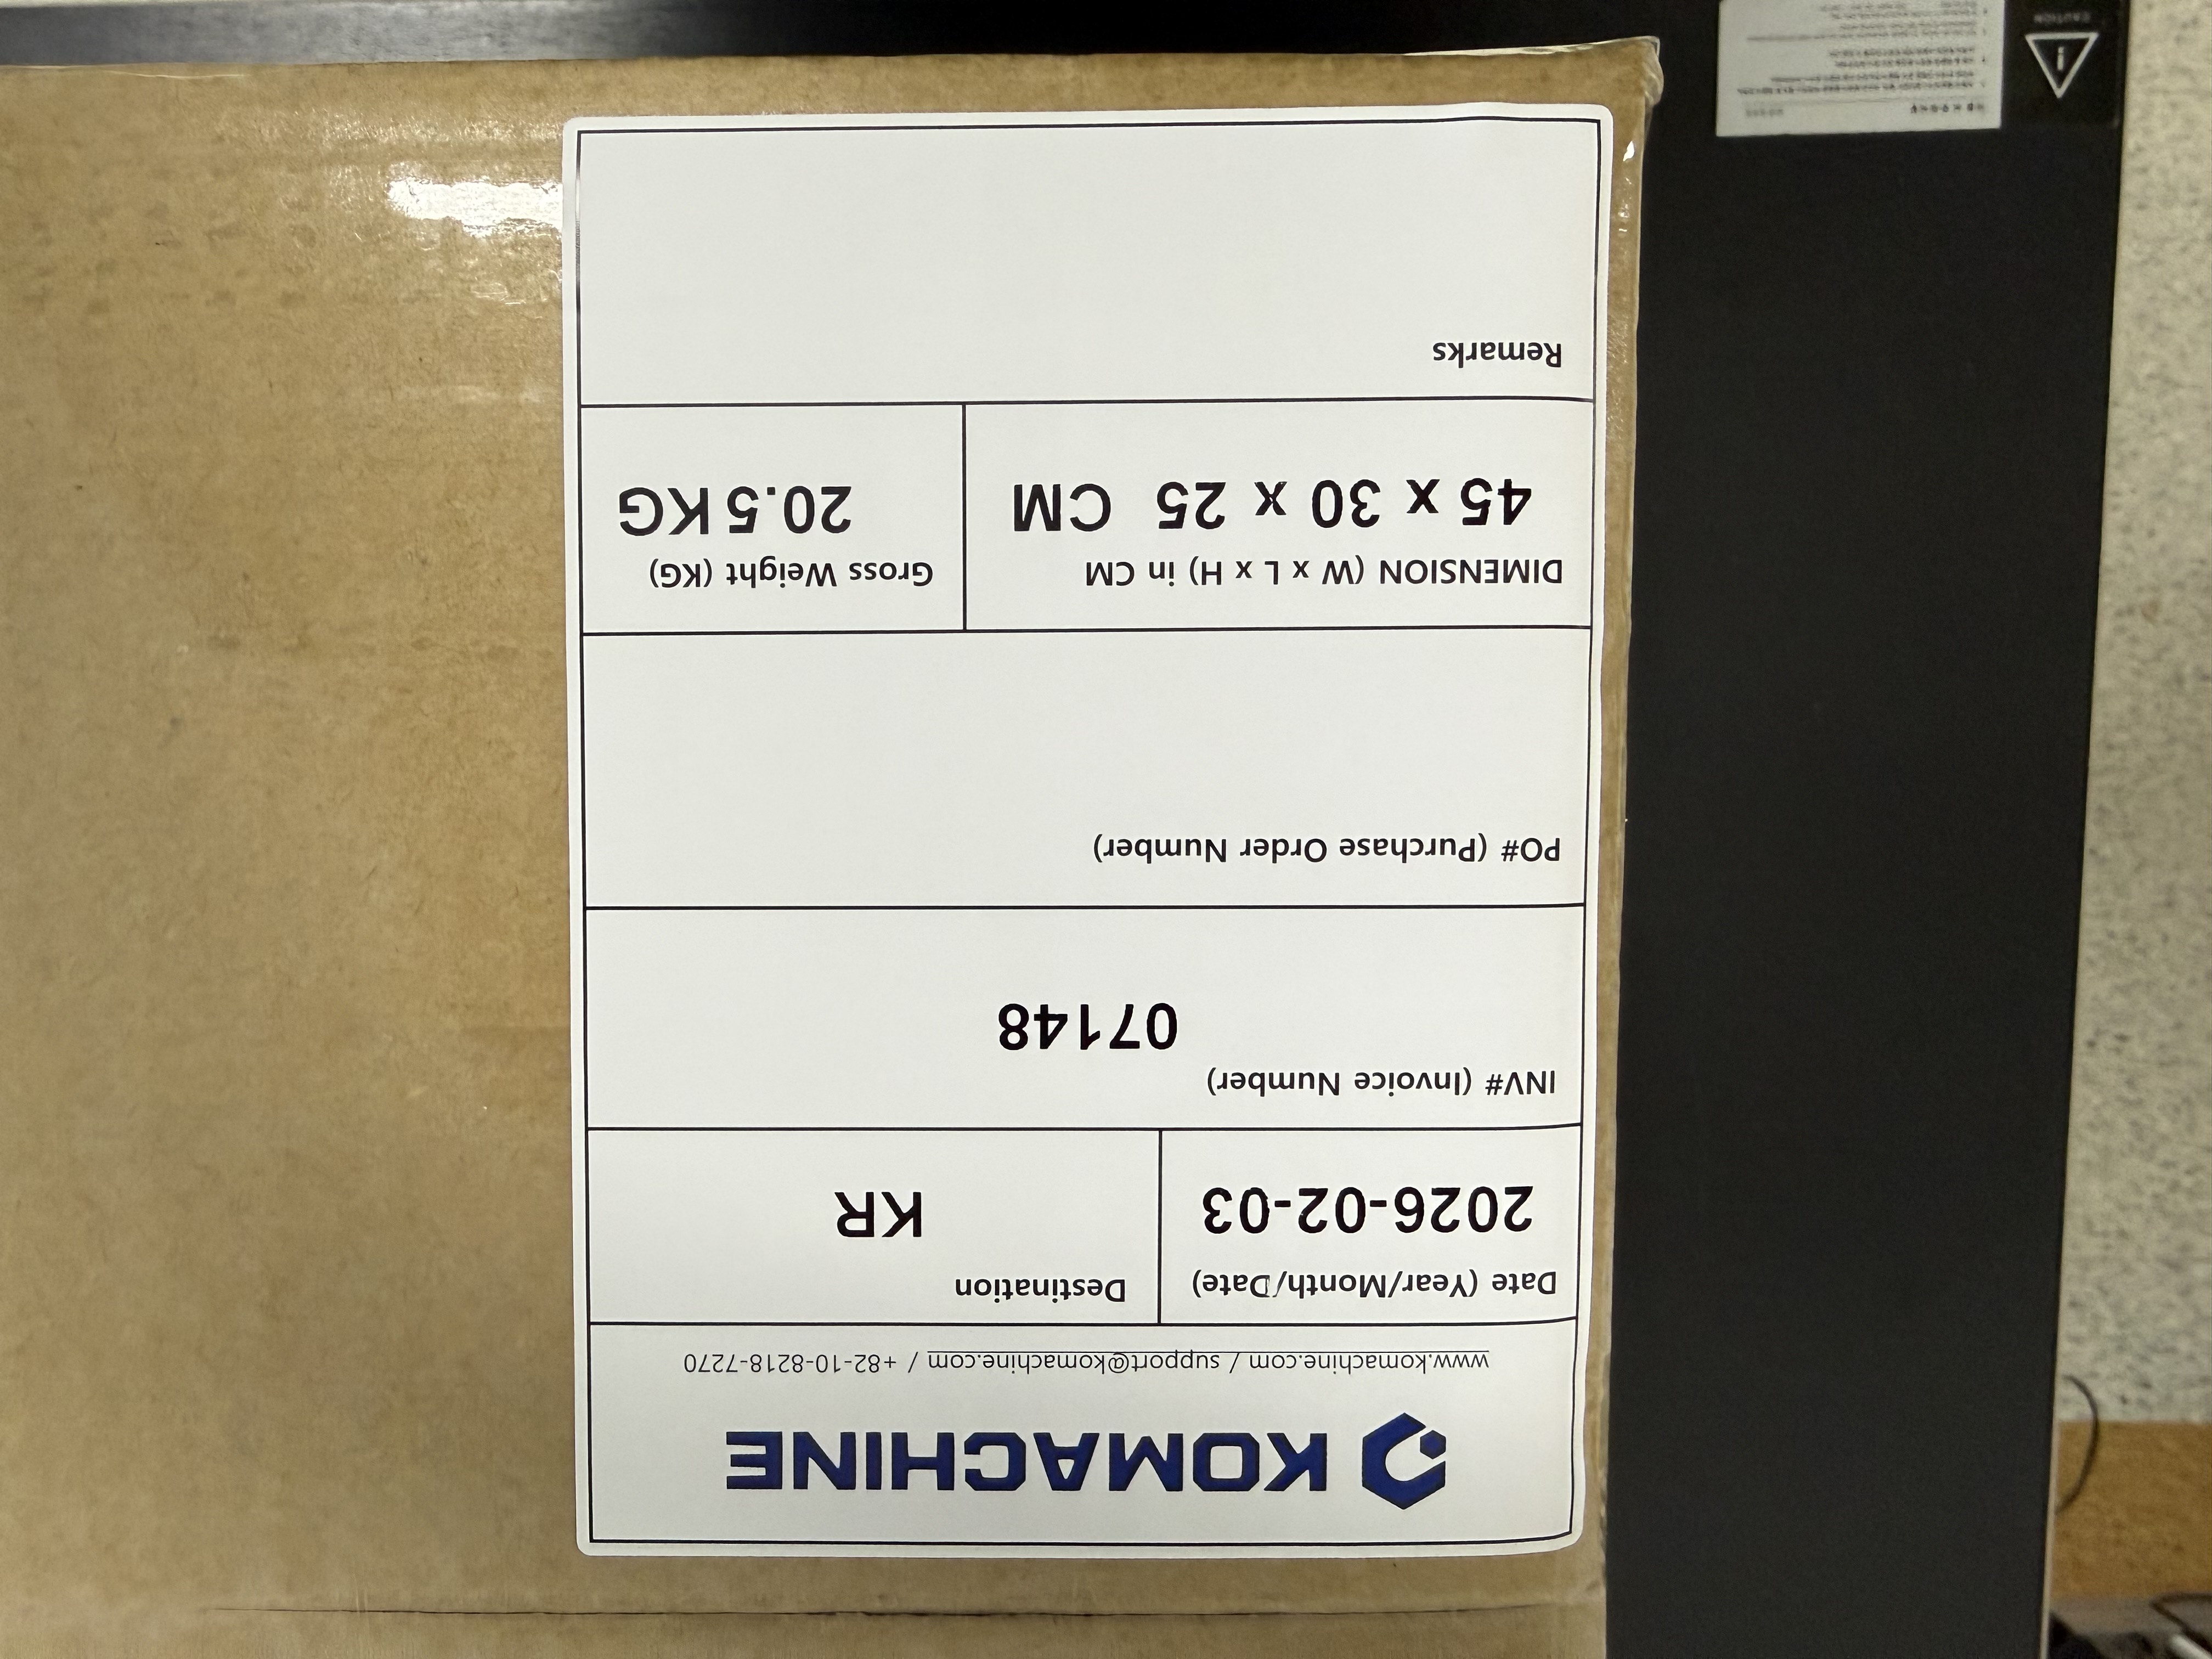 KOMACHINE
www.komachine.com / support@komachine.com / +82-10-8218-7270
Date (Year/Month/Date)
2026-02-03
Destination
KR
INV# (Invoice Number)
07148
PO# (Purchase Order Number)
DIMENSION (W x L x H) in CM
45 x 30 x 25 CM
Gross Weight (KG)
20.5 KG
Remarks
CAUTION